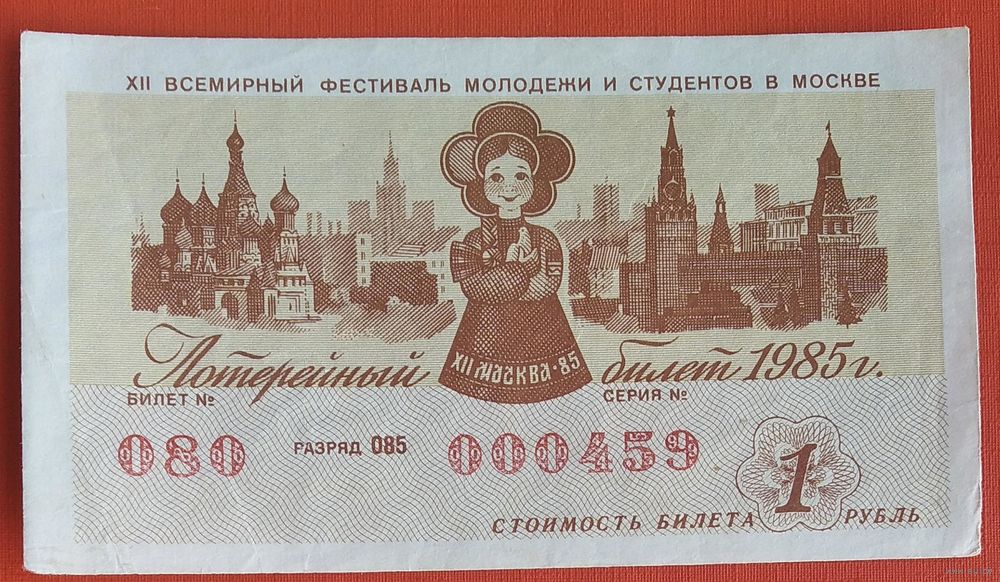 XII ВСЕМИРНЫЙ ФЕСТИВАЛЬ МОЛОДЕЖИ И СТУДЕНТОВ В МОСКВЕ
XII МОСКВА·85
Лотерейный билет 1985 г.
БИЛЕТ № СЕРИЯ №
080 РАЗРЯД 085 000459
СТОИМОСТЬ БИЛЕТА 1 РУБЛЬ